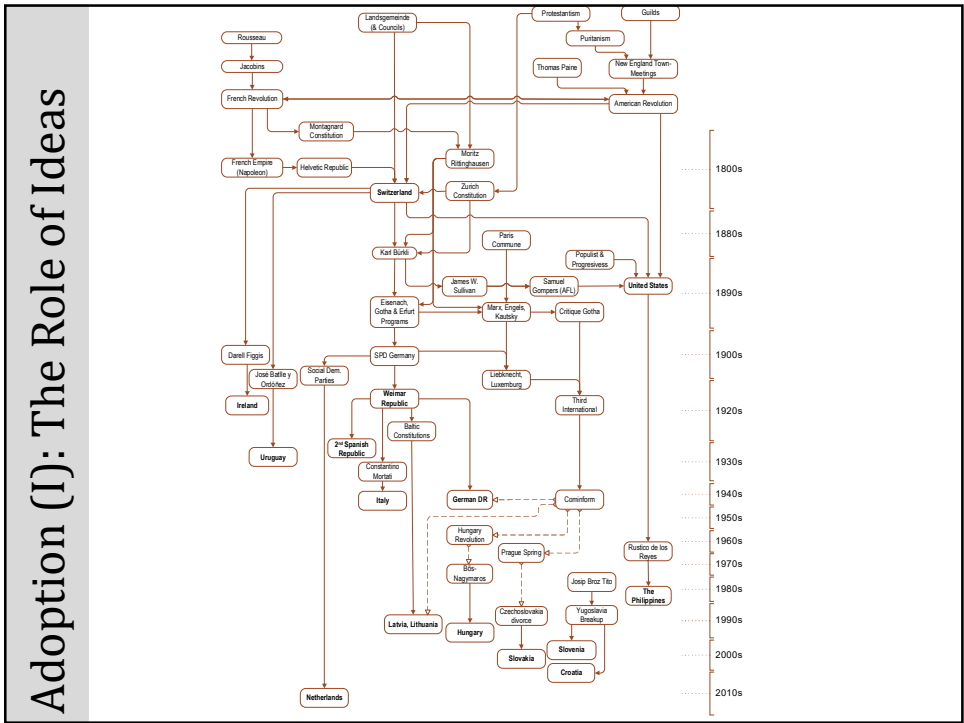 Adoption (I): The Role of Ideas
Landsgemeinde
(& Councils)
Protestantism
Guilds
Rousseau
Puritanism
Jacobins
Thomas Paine
New England Town-
Meetings
French Revolution
American Revolution
Montagnard
Constitution
Moritz
Rittinghausen
French Empire
(Napoleon)
Helvetic Republic
1800s
Switzerland
Zurich
Constitution
Paris
Commune
1880s
Karl Bürkli
Populist &
Progresivess
James W.
Sullivan
Samuel
Gompers (AFL)
United States
1890s
Eisenach,
Gotha & Erfurt
Programs
Marx, Engels,
Kautsky
Critique Gotha
Darell Figgis
SPD Germany
1900s
José Batlle y
Ordóñez
Social Dem.
Parties
Liebknecht,
Luxemburg
Ireland
Weimar
Republic
Third
International
1920s
Baltic
Constitutions
2nd Spanish
Republic
Uruguay
1930s
Constantino
Mortati
Italy
German DR
Cominform
1940s
1950s
Hungary
Revolution
Prague Spring
Rustico de los
Reyes
1960s
1970s
Bös-
Nagymaros
Josip Broz Tito
The
Philippines
1980s
Latvia, Lithuania
Czechoslovakia
divorce
Yugoslavia
Breakup
1990s
Hungary
Slovenia
Slovakia
2000s
Croatia
Netherlands
2010s